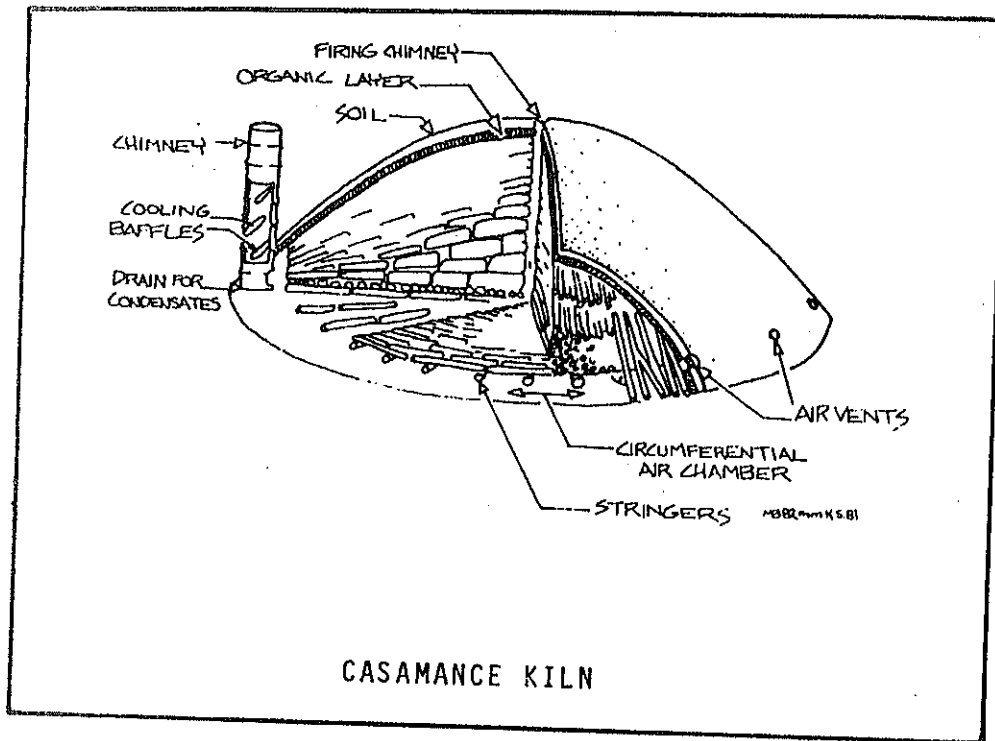 FIRING CHIMNEY
ORGANIC LAYER
SOIL
CHIMNEY
COOLING
BAFFLES
DRAIN FOR
CONDENSATES
AIR VENTS
CIRCUMFERENTIAL
AIR CHAMBER
STRINGERS
CASAMANCE KILN